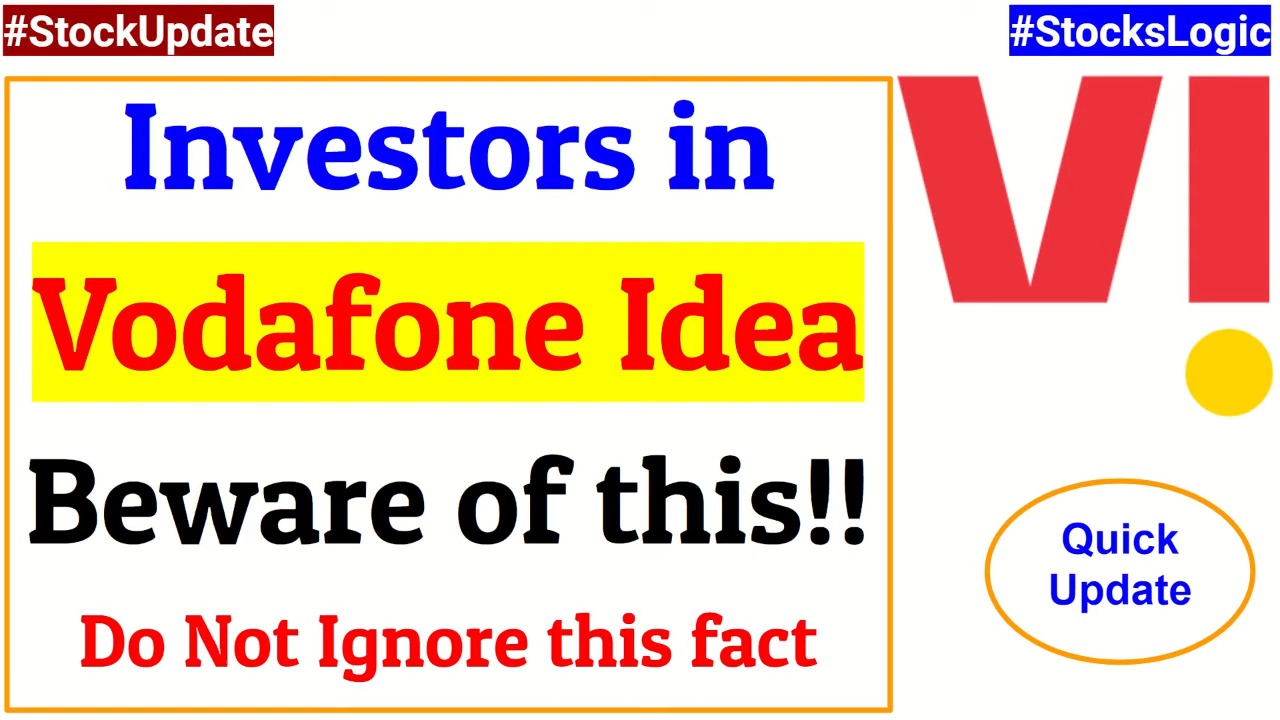 #StockUpdate
#StocksLogic
Investors in
Vodafone Idea
Beware of this!!
Do Not Ignore this fact
VI
Quick
Update